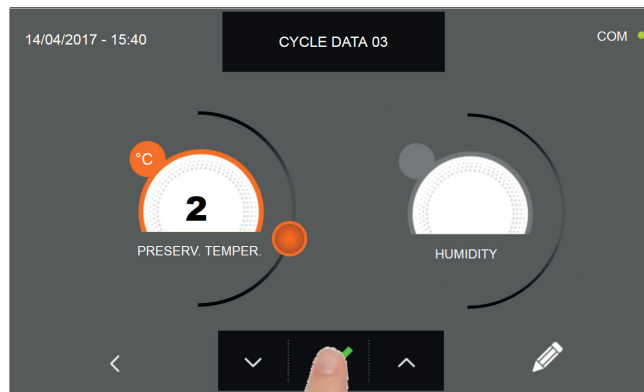 14/04/2017 - 15:40
CYCLE DATA 03
COM
°C
2
PRESERV. TEMPER.
HUMIDITY